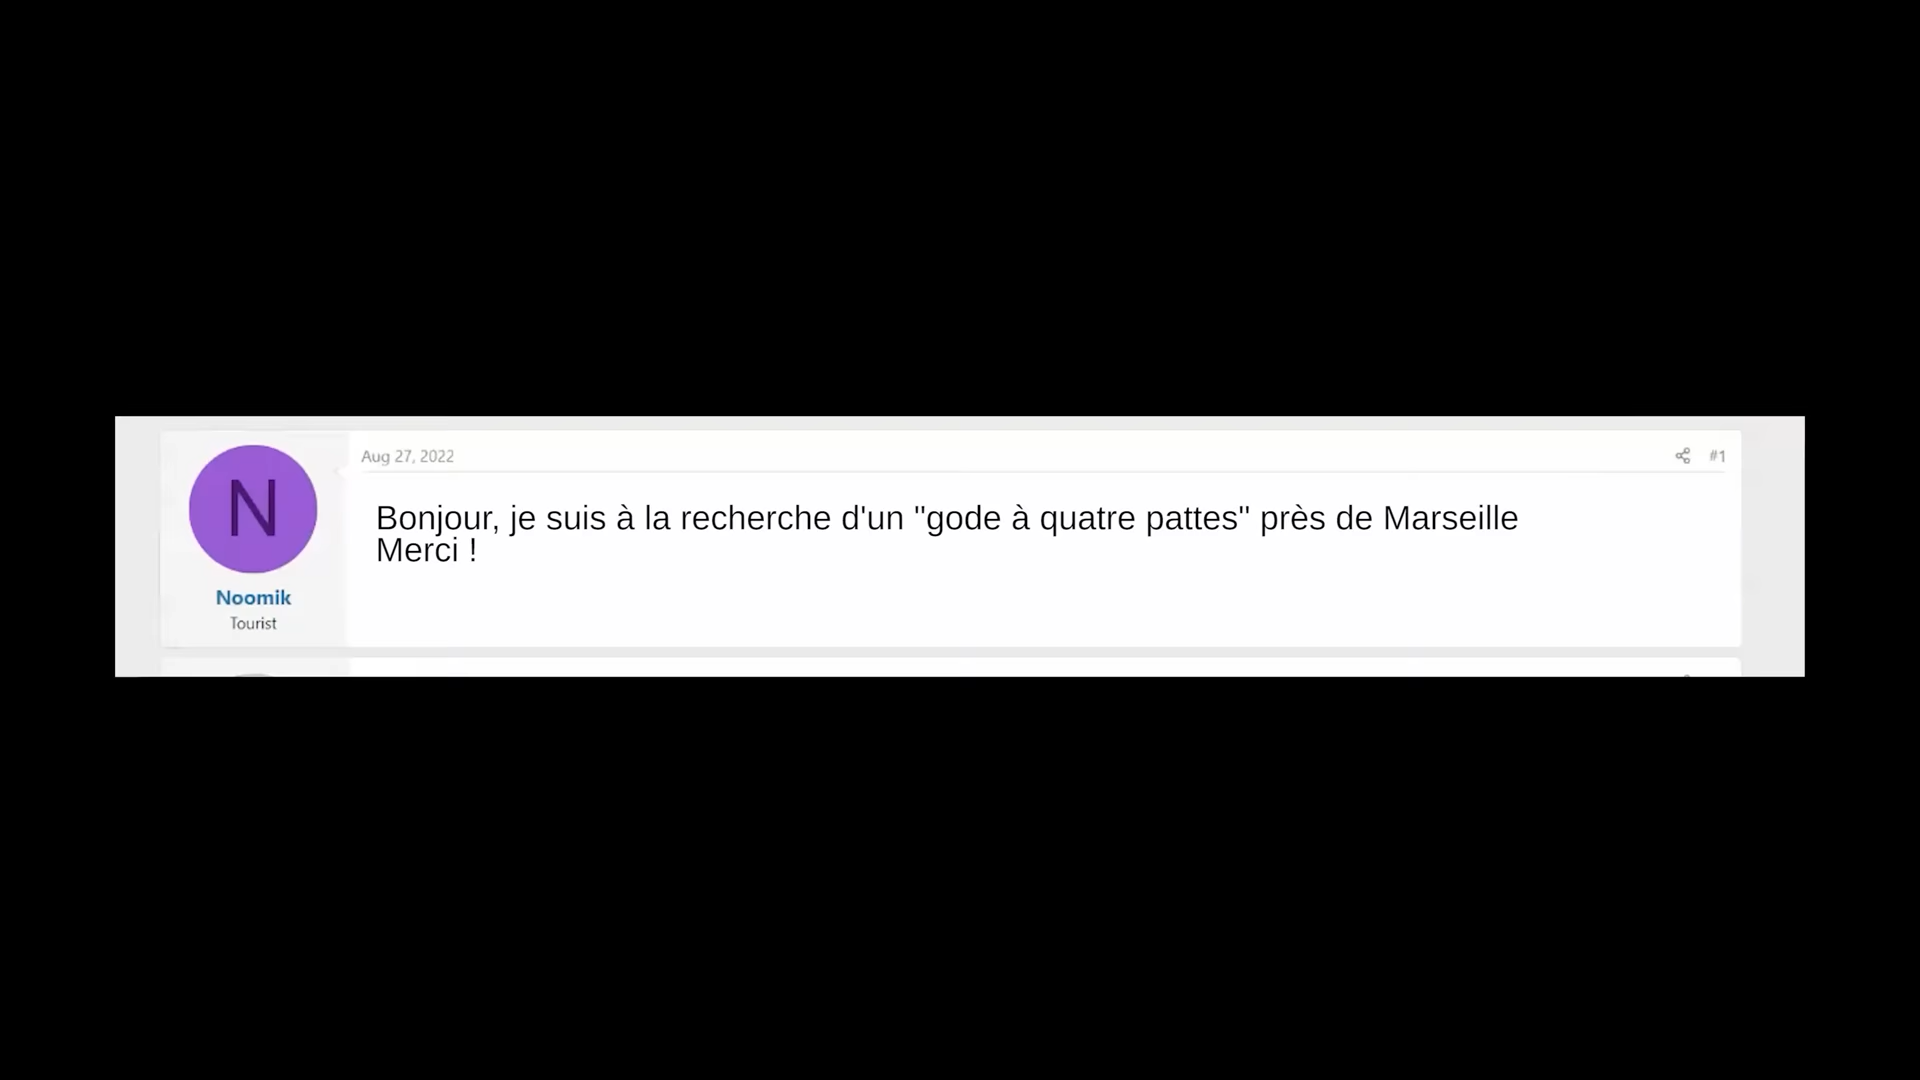 Aug 27, 2022
#1
N
Bonjour, je suis à la recherche d'un "gode à quatre pattes" près de Marseille
Merci !
Noomik
Tourist